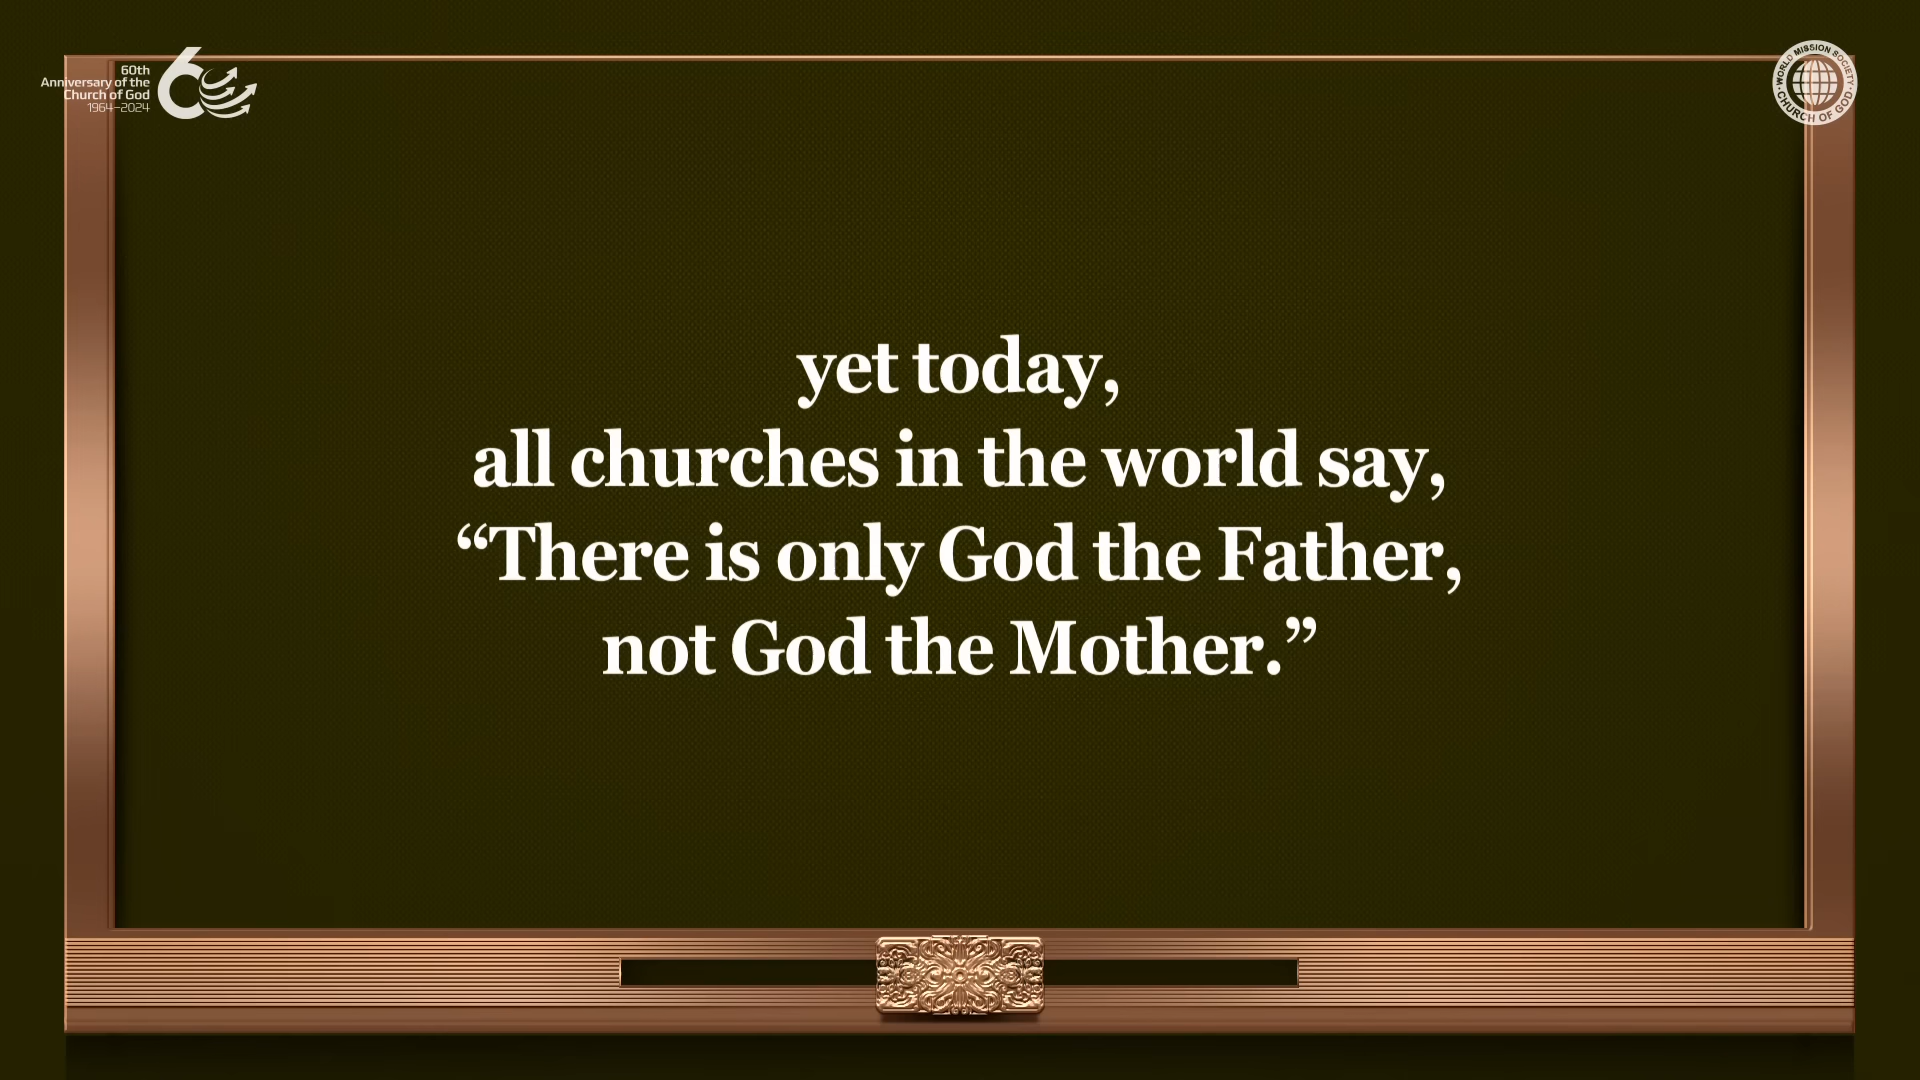 60th
Anniversary of the
Church of God
1964–2024
60
WORLD MISSION SOCIETY
CHURCH OF GOD
yet today,
all churches in the world say,
“There is only God the Father,
not God the Mother.”